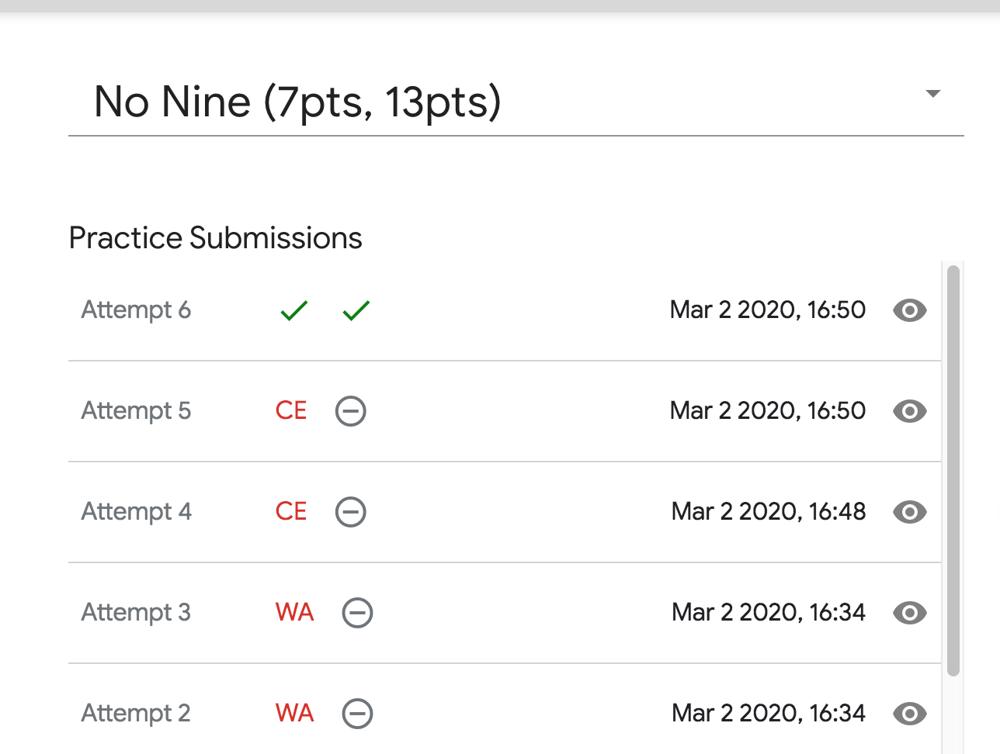 No Nine (7pts, 13pts)
Practice Submissions
Attempt 6 Mar 2 2020, 16:50
Attempt 5 CE Mar 2 2020, 16:50
Attempt 4 CE Mar 2 2020, 16:48
Attempt 3 WA Mar 2 2020, 16:34
Attempt 2 WA Mar 2 2020, 16:34